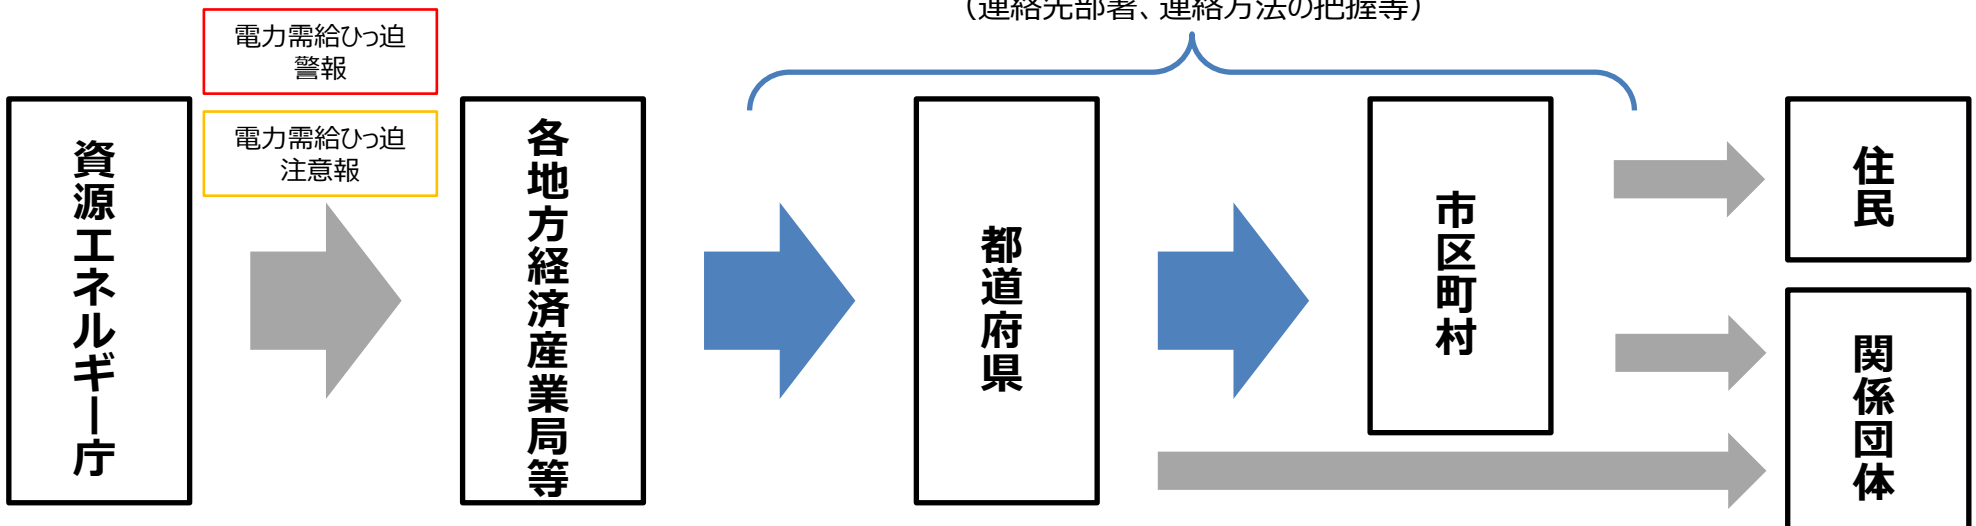 （連絡先部署、連絡方法の把握等）
電力需給ひっ迫
警報
電力需給ひっ迫
注意報
資源エネルギー庁
各地方経済産業局等
都道府県
市区町村
住民
関係団体